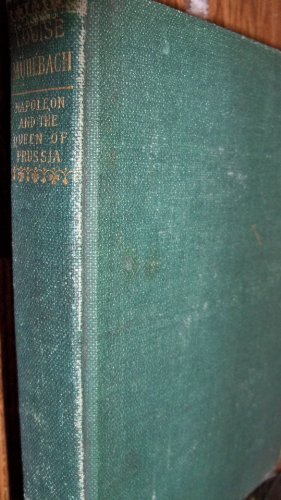 LOUISE
MÜHLBACH
NAPOLEON
AND THE
QUEEN OF
PRUSSIA